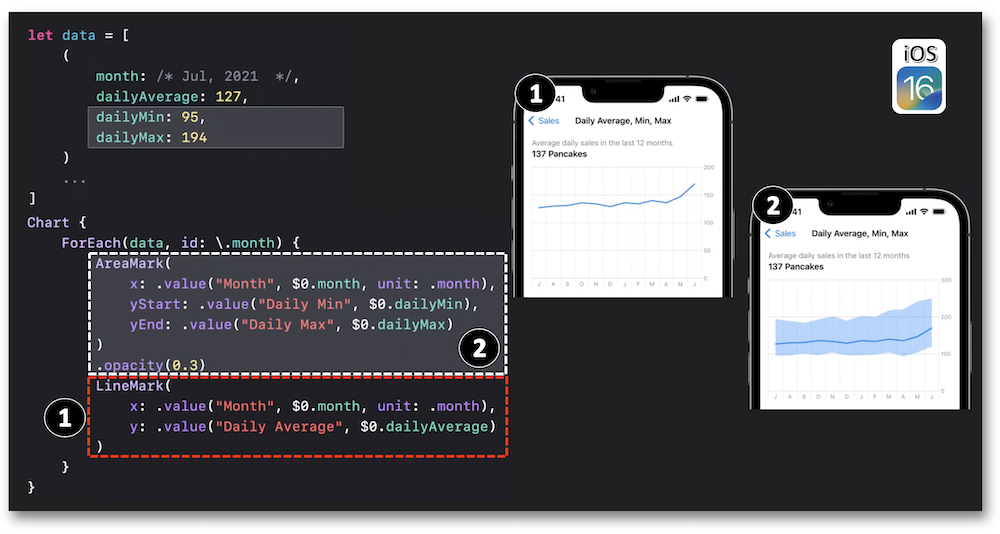 let data = [
(
month: /* Jul, 2021  */,
dailyAverage: 127,
dailyMin: 95,
dailyMax: 194
)
...
]
Chart {
ForEach(data, id: \.month) {
AreaMark(
x: .value("Month", $0.month, unit: .month),
yStart: .value("Daily Min", $0.dailyMin),
yEnd: .value("Daily Max", $0.dailyMax)
)
.opacity(0.3)
2
LineMark(
1
x: .value("Month", $0.month, unit: .month),
y: .value("Daily Average", $0.dailyAverage)
)
}
}
iOS
16
1
41
Sales
Daily Average, Min, Max
Average daily sales in the last 12 months
137 Pancakes
200
150
100
50
0
J A S O N D J F M A M J
2
41
Sales
Daily Average, Min, Max
Average daily sales in the last 12 months
137 Pancakes
300
200
100
0
J A S O N D J F M A M J